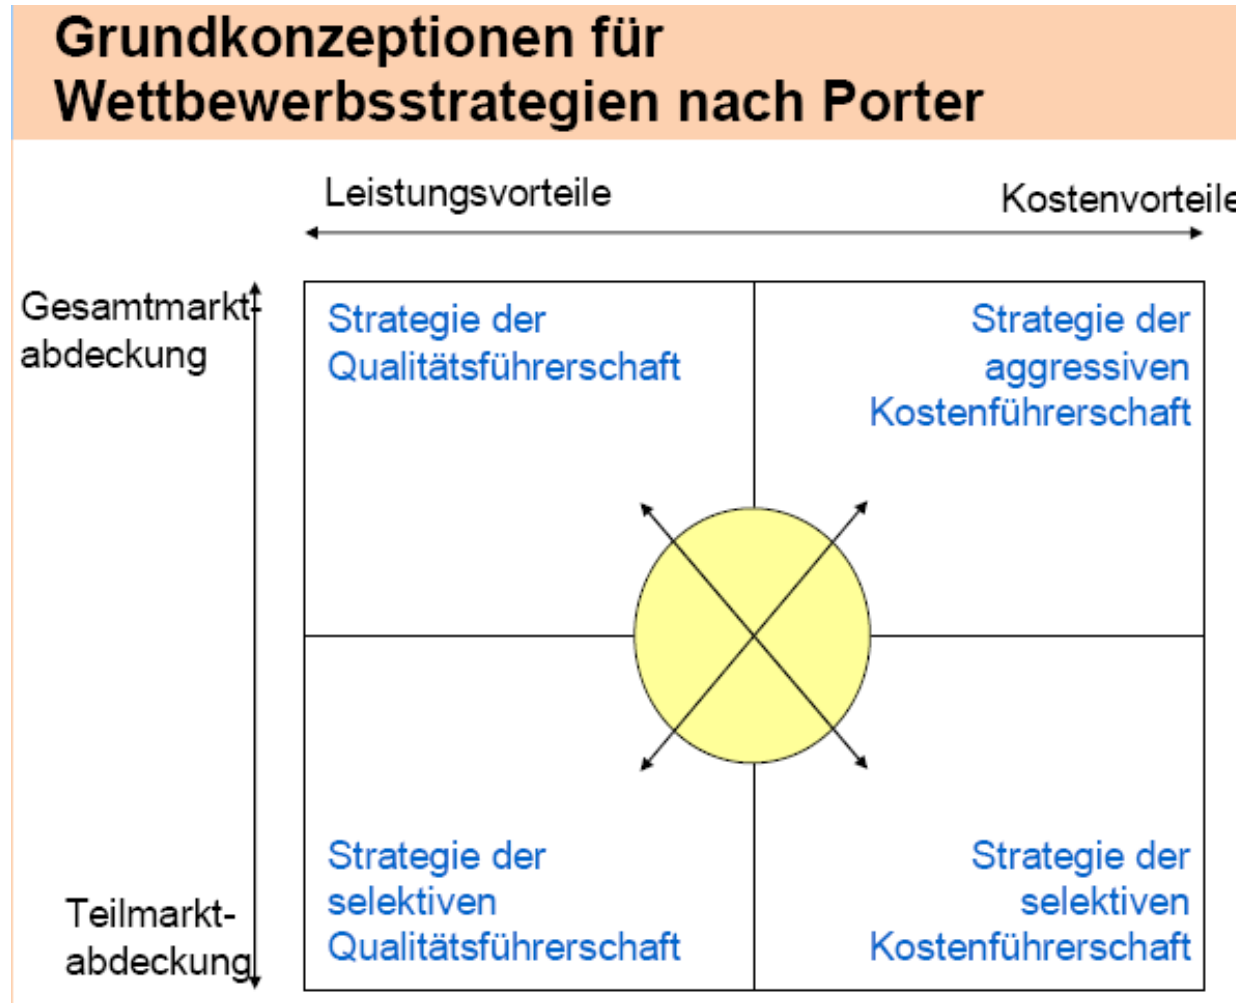 Grundkonzeptionen für
Wettbewerbsstrategien nach Porter
Leistungsvorteile
Kostenvorteile
Gesamtmarkt-
abdeckung
Strategie der
Qualitätsführerschaft
Strategie der
aggressiven
Kostenführerschaft
Teilmarkt-
abdeckung
Strategie der
selektiven
Qualitätsführerschaft
Strategie der
selektiven
Kostenführerschaft